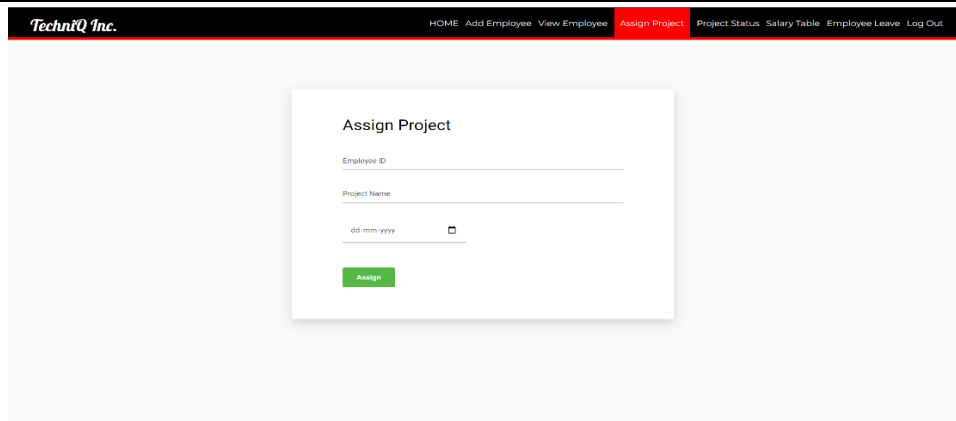 TechniQ Inc.
HOME Add Employee View Employee Assign Project Project Status Salary Table Employee Leave Log Out
Assign Project
Employee ID
Project Name
dd-mm-yyyy
Assign